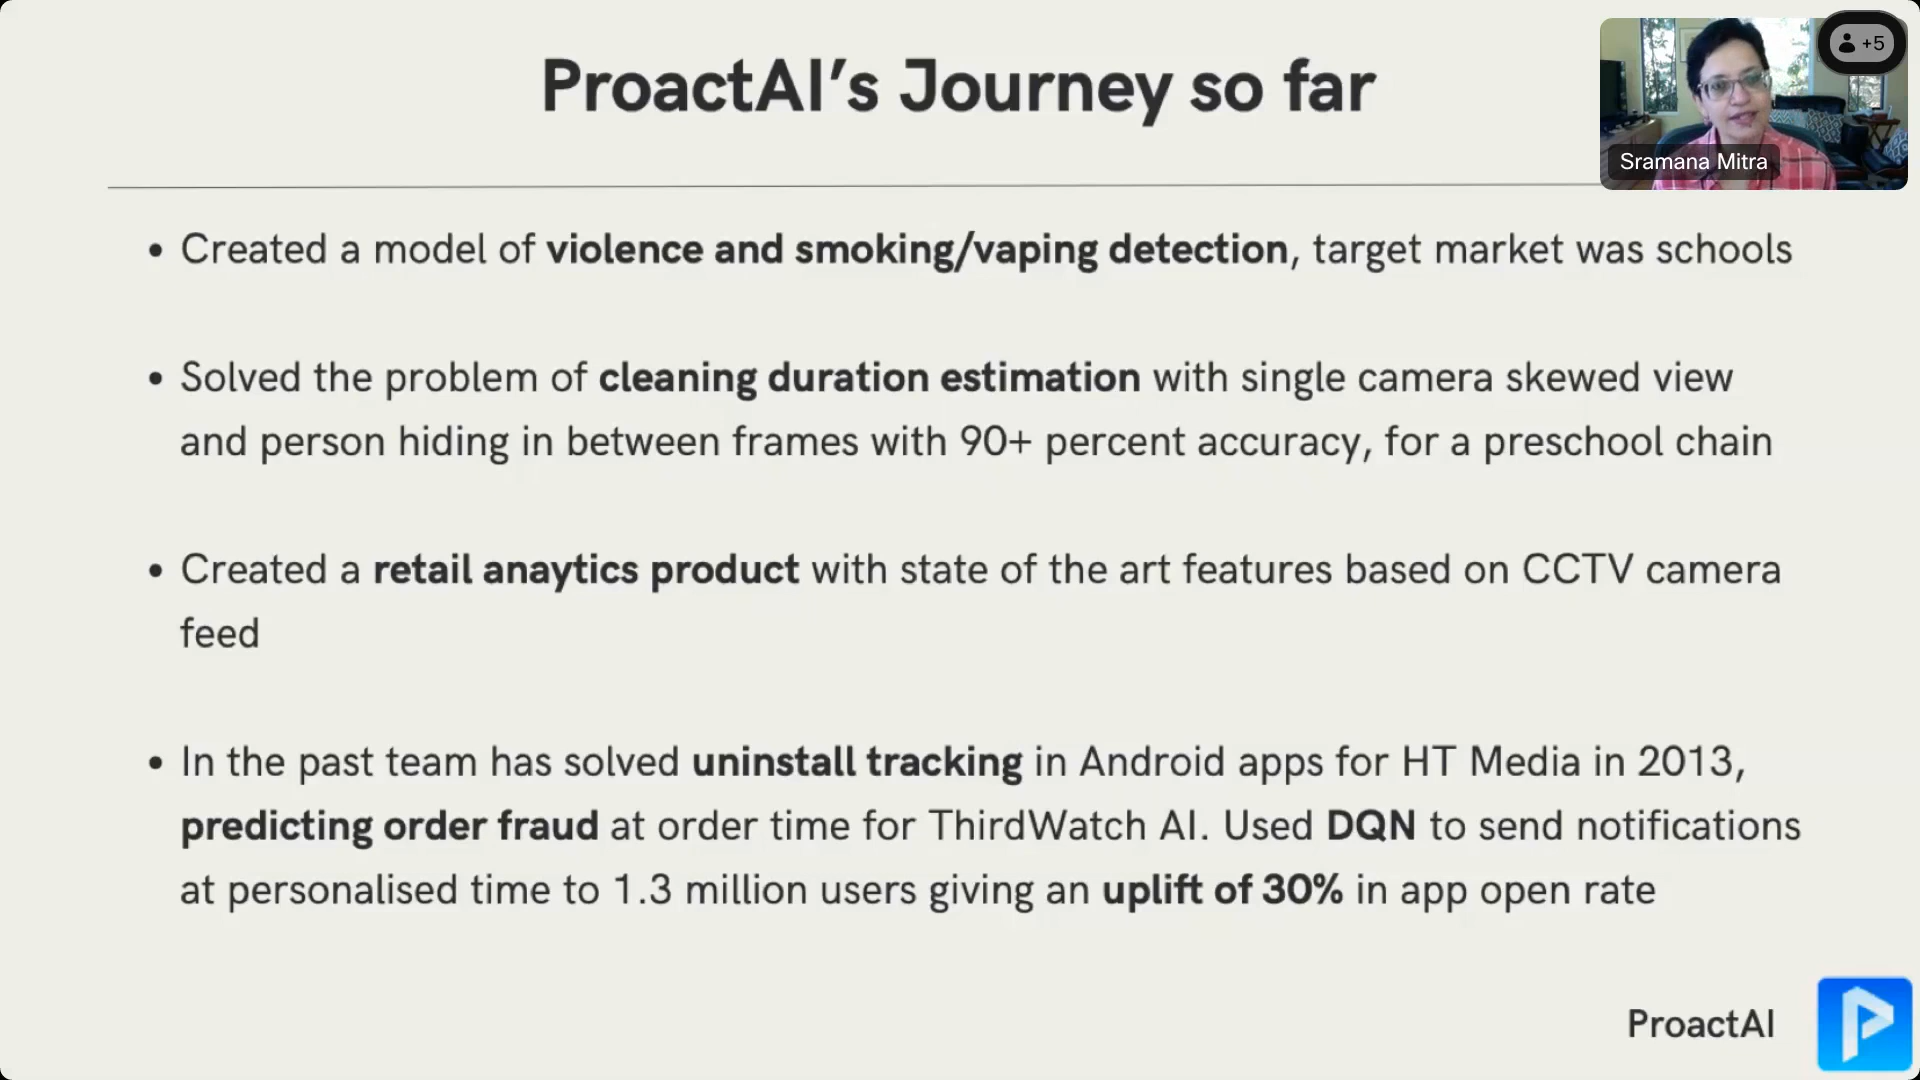 ProactAI’s Journey so far
+5
Sramana Mitra
• Created a model of violence and smoking/vaping detection, target market was schools
• Solved the problem of cleaning duration estimation with single camera skewed view
and person hiding in between frames with 90+ percent accuracy, for a preschool chain
• Created a retail anaytics product with state of the art features based on CCTV camera
feed
• In the past team has solved uninstall tracking in Android apps for HT Media in 2013,
predicting order fraud at order time for ThirdWatch AI. Used DQN to send notifications
at personalised time to 1.3 million users giving an uplift of 30% in app open rate
ProactAI